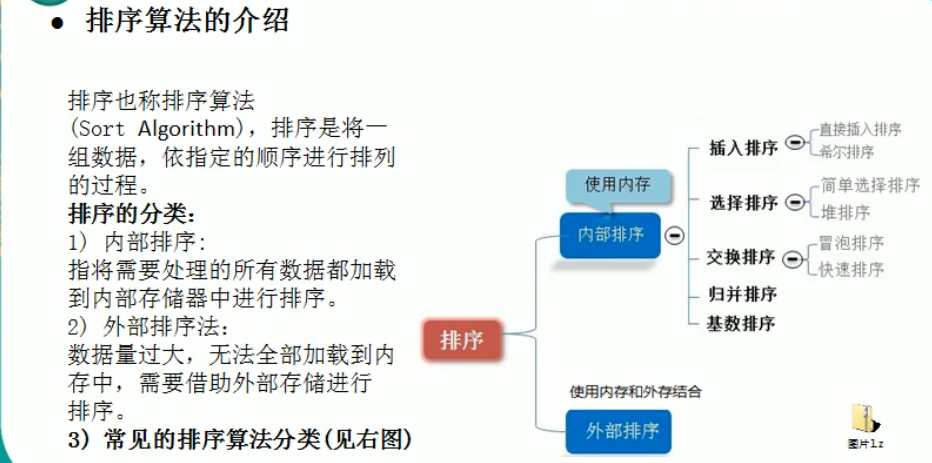 ● 排序算法的介绍
排序也称排序算法
(Sort Algorithm)，排序是将一
组数据，依指定的顺序进行排列
的过程。
排序的分类：
1) 内部排序：
指将需要处理的所有数据都加载
到内部存储器中进行排序。
2) 外部排序法：
数据量过大，无法全部加载到内
存中，需要借助外部存储进行
排序。
3) 常见的排序算法分类(见右图)
排序
使用内存
内部排序
插入排序
直接插入排序
希尔排序
选择排序
简单选择排序
堆排序
交换排序
冒泡排序
快速排序
归并排序
基数排序
使用内存和外存结合
外部排序
图片lz